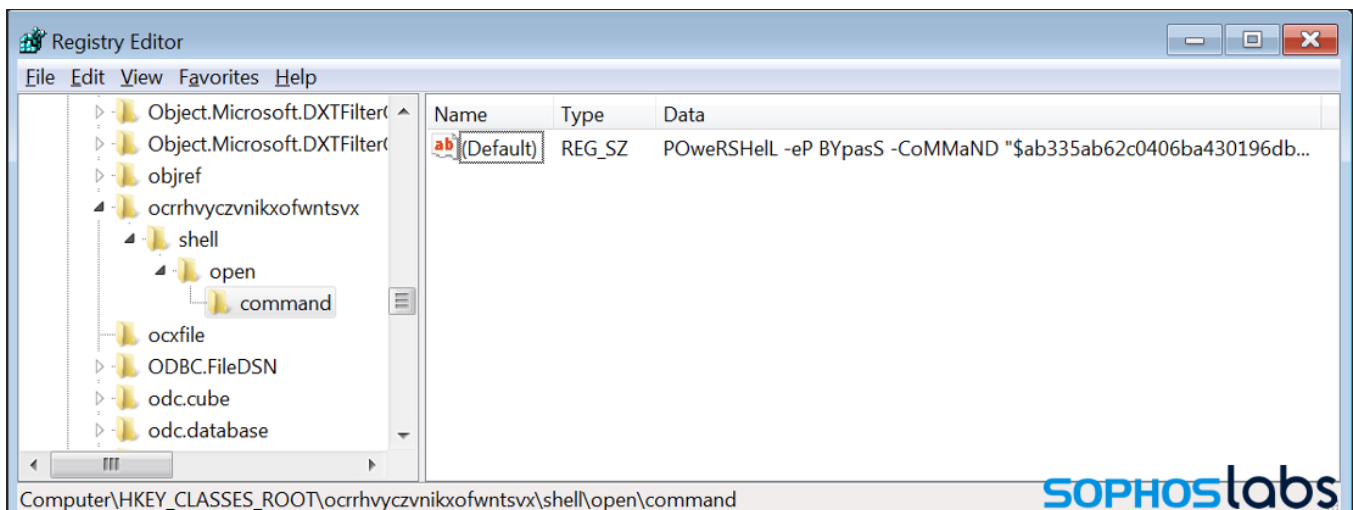 Registry Editor
File Edit View Favorites Help
Object.Microsoft.DXTFilter(
Object.Microsoft.DXTFilter(
objref
ocrrhvyczvnikxofwntsvx
shell
open
command
ocxfile
ODBC.FileDSN
odc.cube
odc.database
Name Type Data
ab (Default) REG_SZ POweRSHelL -eP BYpasS -CoMMaND "$ab335ab62c0406ba430196db...
Computer\HKEY_CLASSES_ROOT\ocrrhvyczvnikxofwntsvx\shell\open\command
SOPHOSlabs